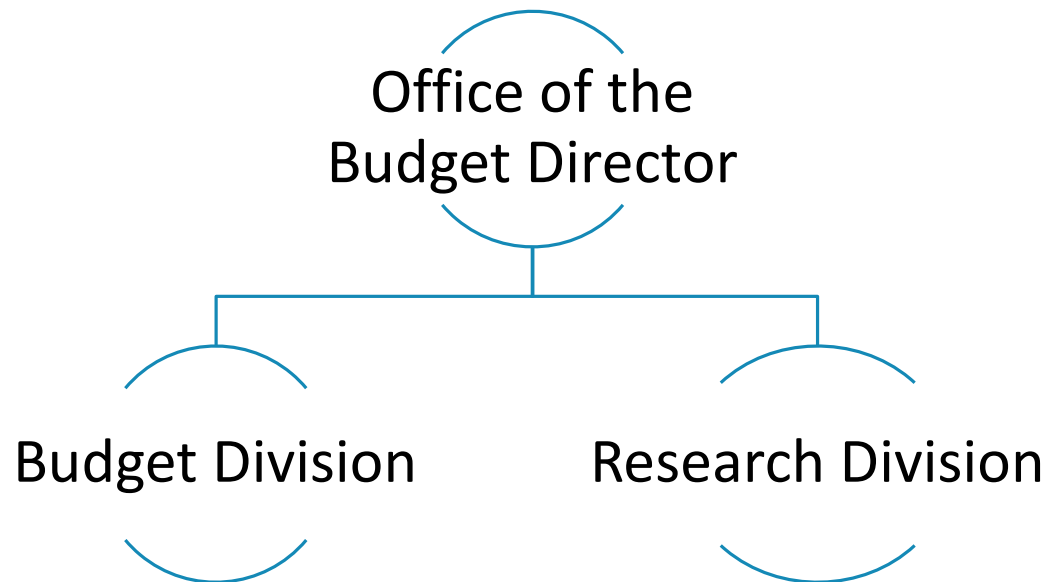 Office of the
Budget Director
Budget Division
Research Division